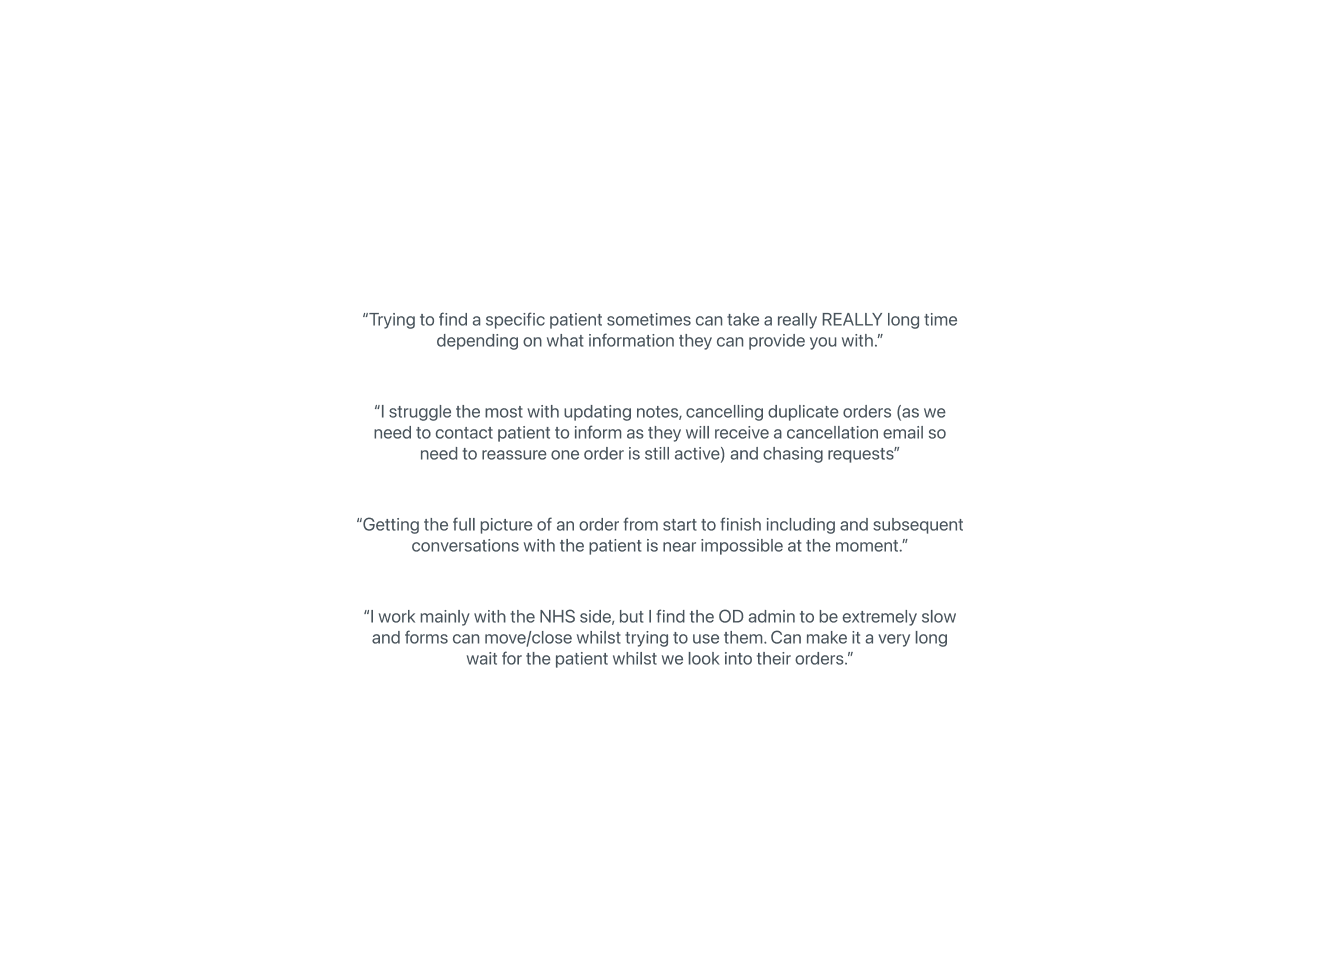 “Trying to find a specific patient sometimes can take a really REALLY long time
depending on what information they can provide you with.”
“I struggle the most with updating notes, cancelling duplicate orders (as we
need to contact patient to inform as they will receive a cancellation email so
need to reassure one order is still active) and chasing requests”
“Getting the full picture of an order from start to finish including and subsequent
conversations with the patient is near impossible at the moment.”
“I work mainly with the NHS side, but I find the OD admin to be extremely slow
and forms can move/close whilst trying to use them. Can make it a very long
wait for the patient whilst we look into their orders.”